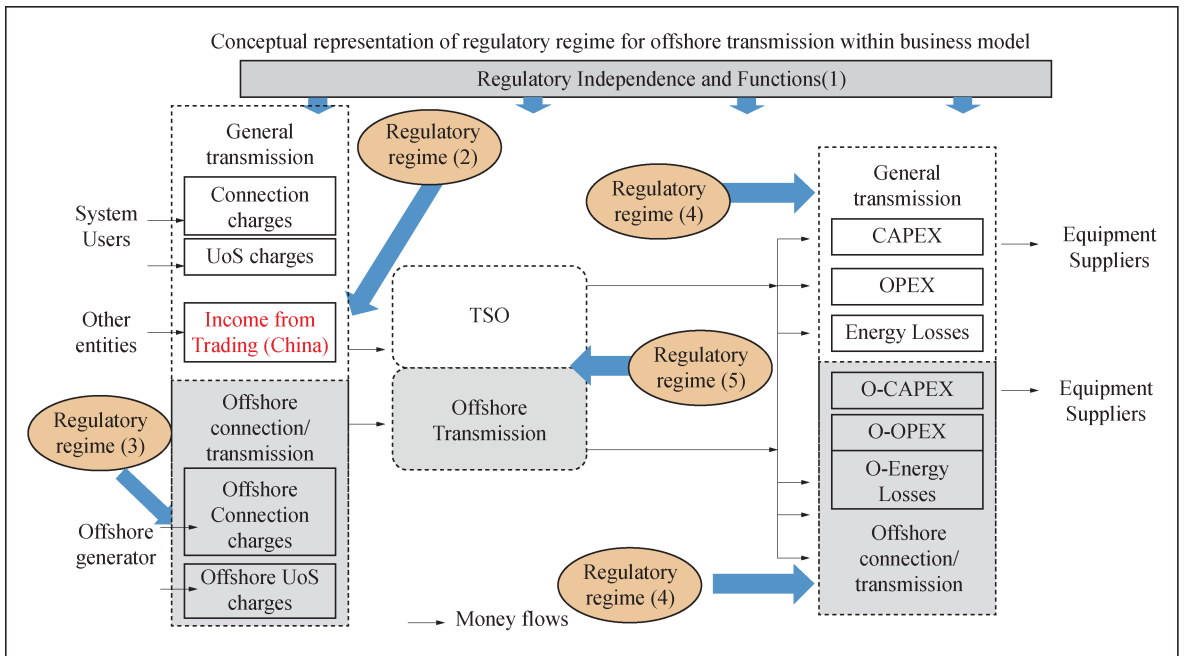 Conceptual representation of regulatory regime for offshore transmission within business model
Regulatory Independence and Functions(1)
General
transmission
Connection
charges
UoS charges
Income from
Trading (China)
System
Users
Other
entities
Regulatory
regime (2)
Regulatory
regime (3)
Offshore
connection/
transmission
Offshore
Connection
charges
Offshore UoS
charges
Offshore
generator
TSO
Offshore
Transmission
Regulatory
regime (4)
Regulatory
regime (5)
Regulatory
regime (4)
Money flows
General
transmission
CAPEX
OPEX
Energy Losses
O-CAPEX
O-OPEX
O-Energy
Losses
Offshore
connection/
transmission
Equipment
Suppliers
Equipment
Suppliers